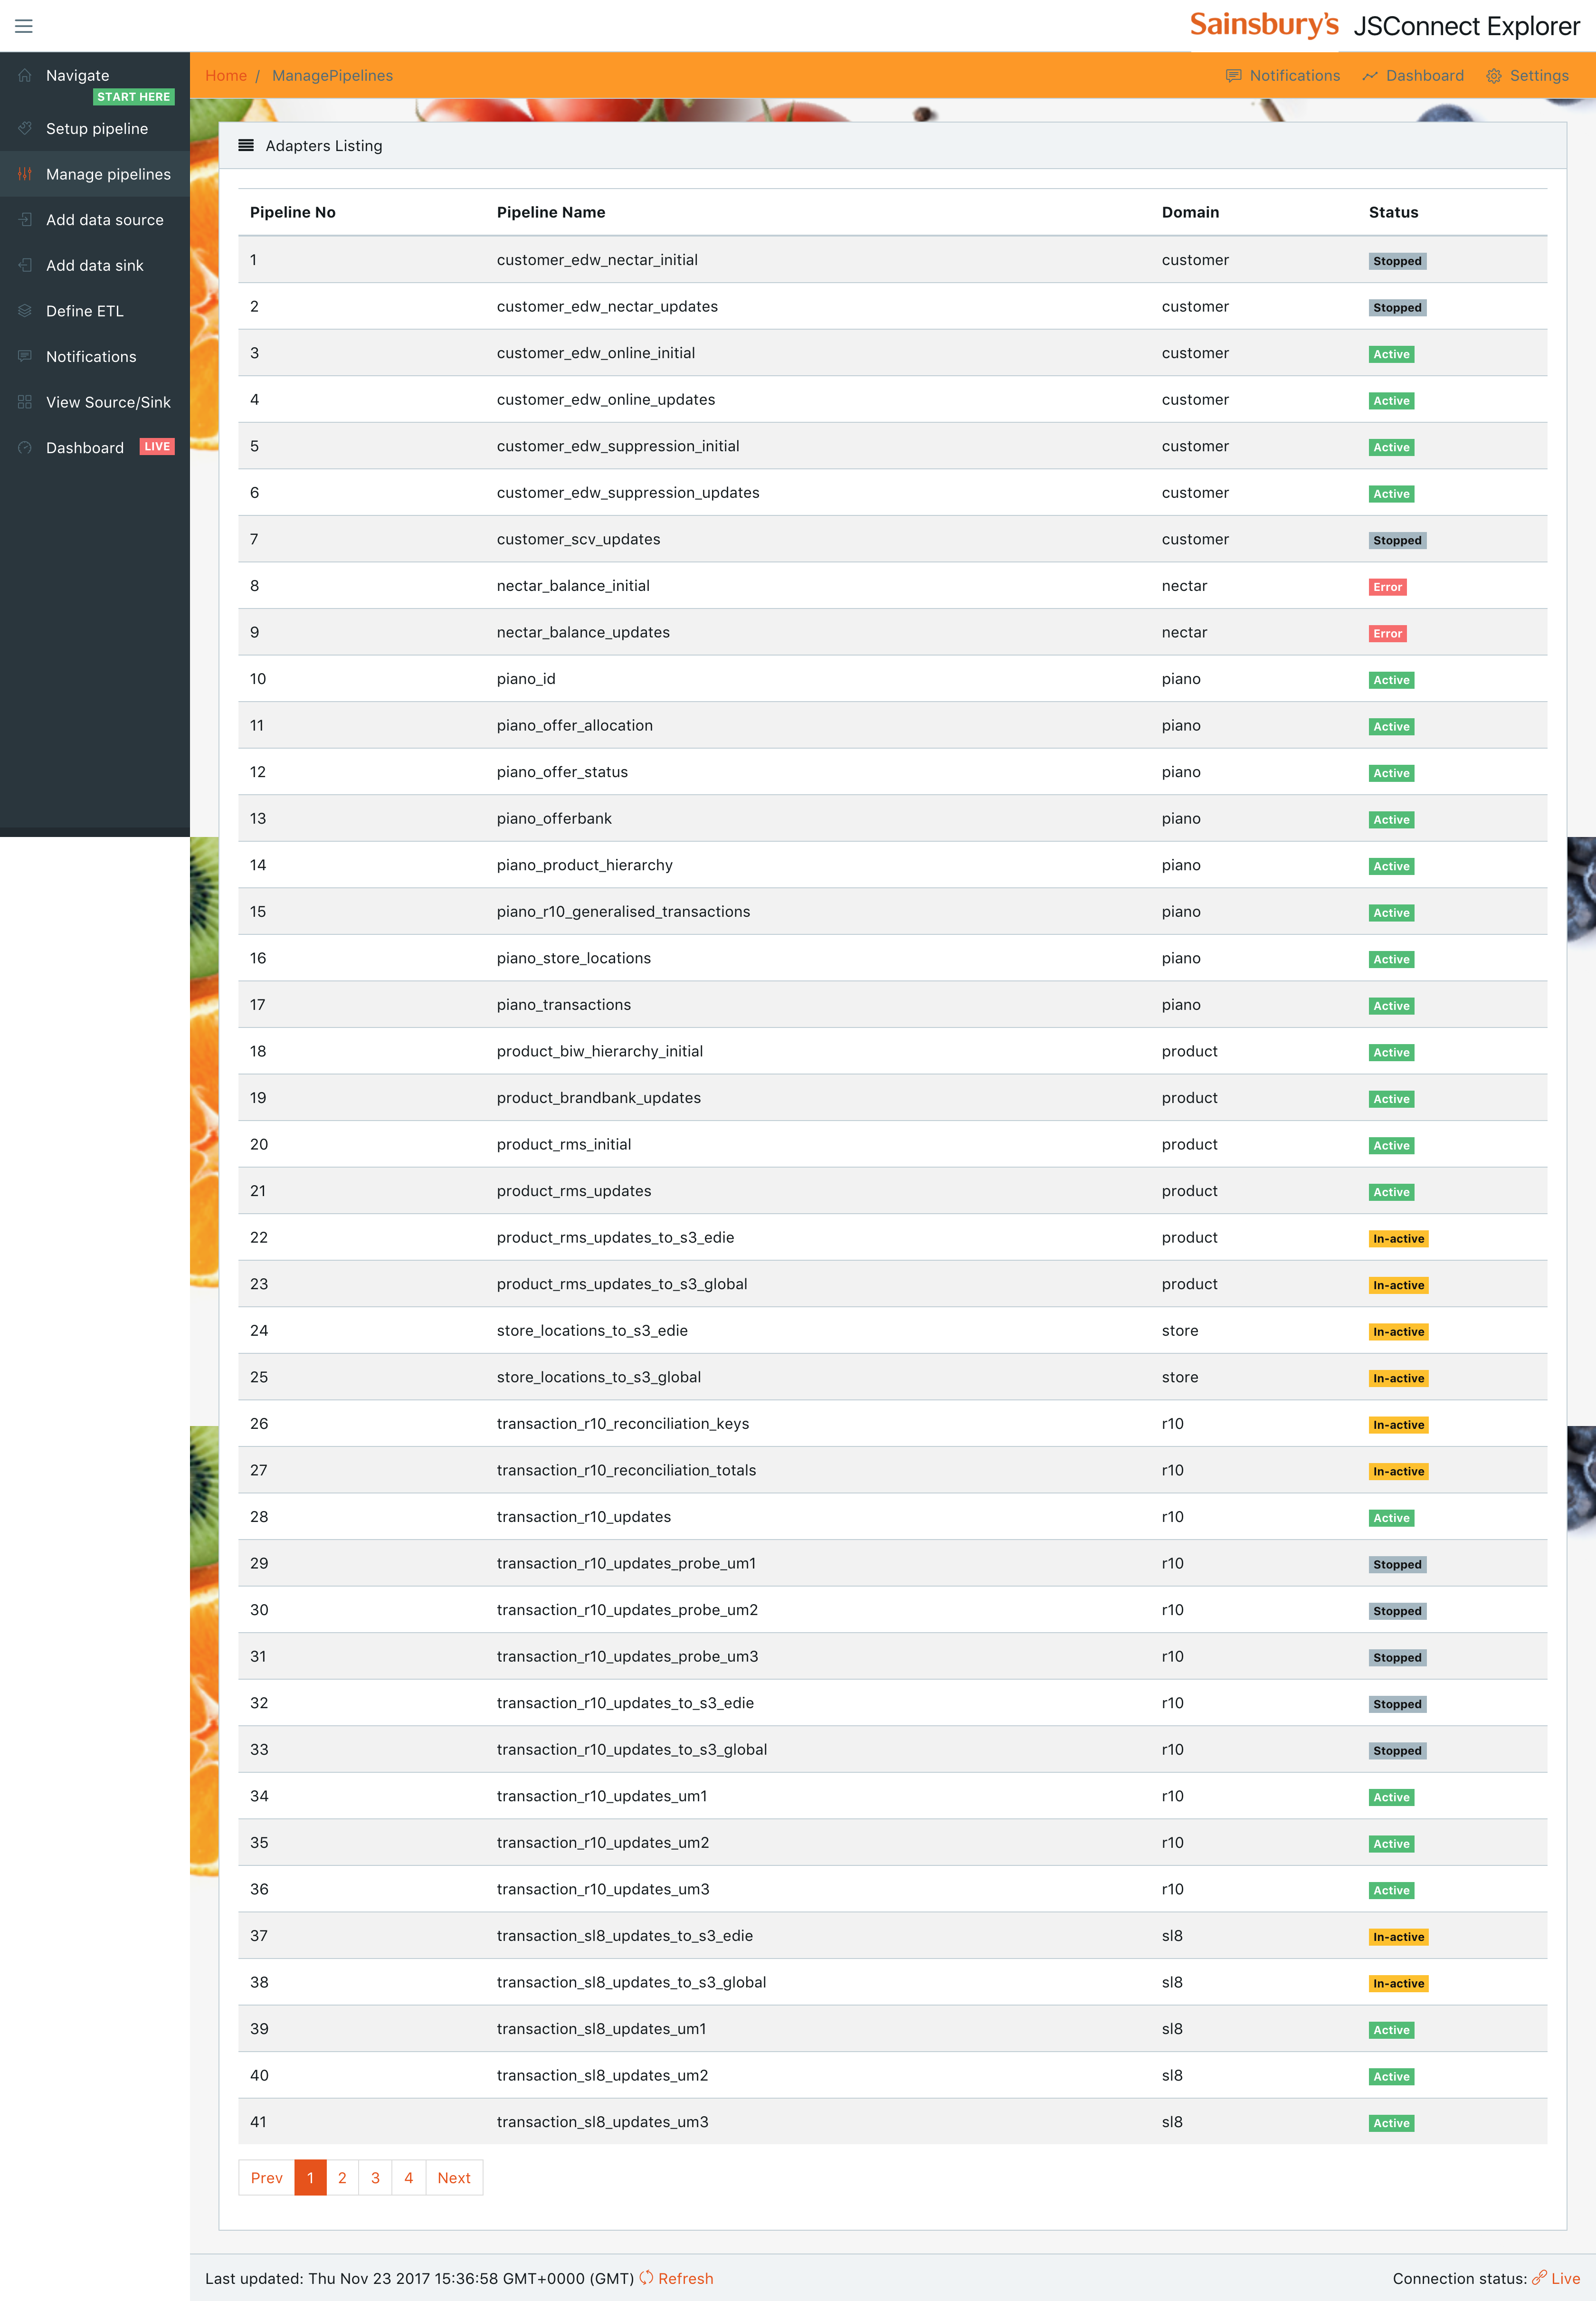 Sainsbury's JSConnect Explorer
Navigate
START HERE
Setup pipeline
Manage pipelines
Add data source
Add data sink
Define ETL
Notifications
View Source/Sink
Dashboard LIVE
Home / ManagePipelines Notifications Dashboard Settings
Adapters Listing
Pipeline No Pipeline Name Domain Status
1 customer_edw_nectar_initial customer Stopped
2 customer_edw_nectar_updates customer Stopped
3 customer_edw_online_initial customer Active
4 customer_edw_online_updates customer Active
5 customer_edw_suppression_initial customer Active
6 customer_edw_suppression_updates customer Active
7 customer_scv_updates customer Stopped
8 nectar_balance_initial nectar Error
9 nectar_balance_updates nectar Error
10 piano_id piano Active
11 piano_offer_allocation piano Active
12 piano_offer_status piano Active
13 piano_offerbank piano Active
14 piano_product_hierarchy piano Active
15 piano_r10_generalised_transactions piano Active
16 piano_store_locations piano Active
17 piano_transactions piano Active
18 product_biw_hierarchy_initial product Active
19 product_brandbank_updates product Active
20 product_rms_initial product Active
21 product_rms_updates product Active
22 product_rms_updates_to_s3_edie product In-active
23 product_rms_updates_to_s3_global product In-active
24 store_locations_to_s3_edie store In-active
25 store_locations_to_s3_global store In-active
26 transaction_r10_reconciliation_keys r10 In-active
27 transaction_r10_reconciliation_totals r10 In-active
28 transaction_r10_updates r10 Active
29 transaction_r10_updates_probe_um1 r10 Stopped
30 transaction_r10_updates_probe_um2 r10 Stopped
31 transaction_r10_updates_probe_um3 r10 Stopped
32 transaction_r10_updates_to_s3_edie r10 Stopped
33 transaction_r10_updates_to_s3_global r10 Stopped
34 transaction_r10_updates_um1 r10 Active
35 transaction_r10_updates_um2 r10 Active
36 transaction_r10_updates_um3 r10 Active
37 transaction_sl8_updates_to_s3_edie sl8 In-active
38 transaction_sl8_updates_to_s3_global sl8 In-active
39 transaction_sl8_updates_um1 sl8 Active
40 transaction_sl8_updates_um2 sl8 Active
41 transaction_sl8_updates_um3 sl8 Active
Prev 1 2 3 4 Next
Last updated: Thu Nov 23 2017 15:36:58 GMT+0000 (GMT) Refresh Connection status: Live